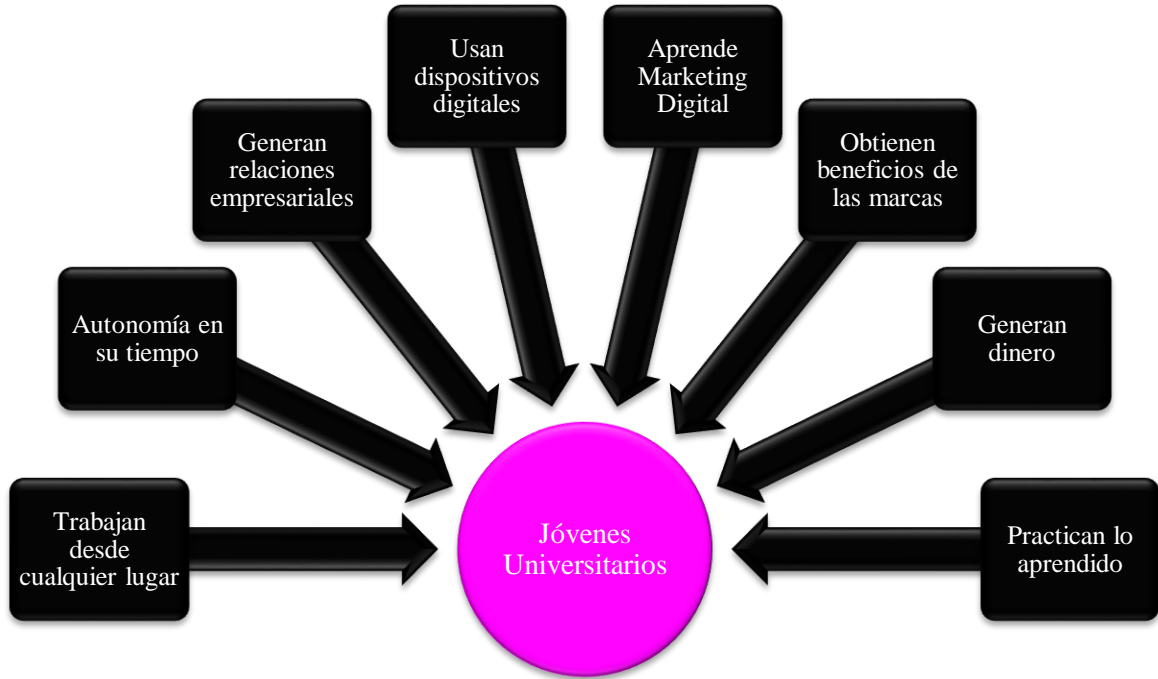 Trabajan
desde
cualquier lugar
Autonomía en
su tiempo
Generan
relaciones
empresariales
Usan
dispositivos
digitales
Aprende
Marketing
Digital
Obtienen
beneficios de
las marcas
Generan
dinero
Practican lo
aprendido
Jóvenes
Universitarios